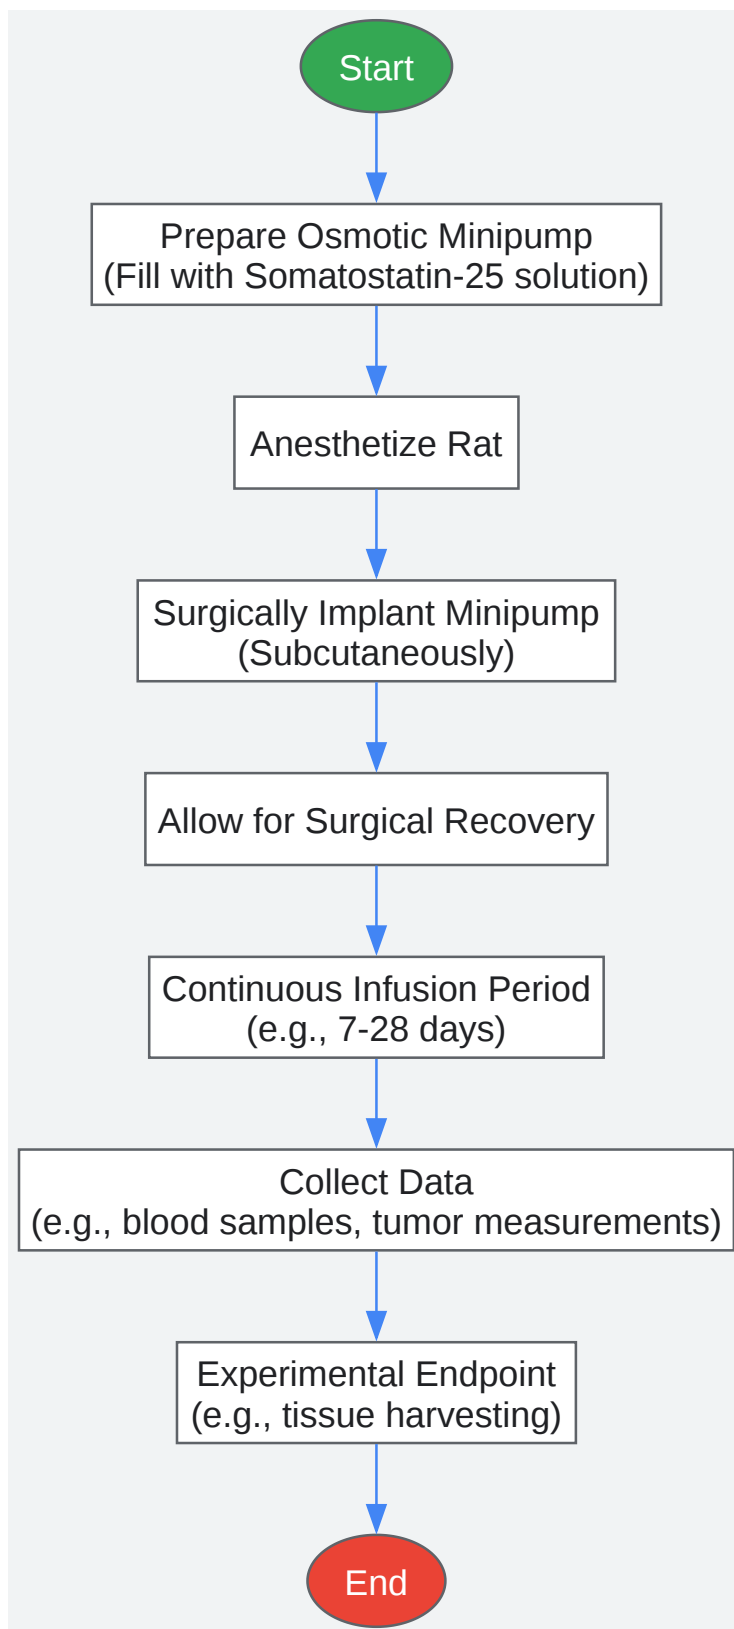 Start
Prepare Osmotic Minipump
(Fill with Somatostatin-25 solution)
Anesthetize Rat
Surgically Implant Minipump
(Subcutaneously)
Allow for Surgical Recovery
Continuous Infusion Period
(e.g., 7-28 days)
Collect Data
(e.g., blood samples, tumor measurements)
Experimental Endpoint
(e.g., tissue harvesting)
End